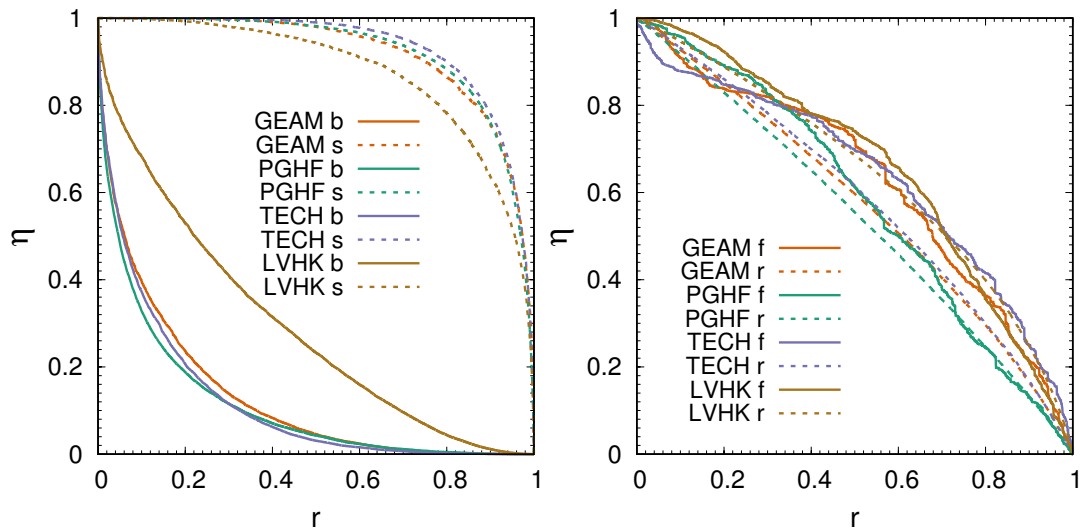 1
0.8
0.6
0.4
0.2
0
0 0.2 0.4 0.6 0.8 1
η
r
GEAM b
GEAM s
PGHF b
PGHF s
TECH b
TECH s
LVHK b
LVHK s
1
0.8
0.6
0.4
0.2
0
0 0.2 0.4 0.6 0.8 1
η
r
GEAM f
GEAM r
PGHF f
PGHF r
TECH f
TECH r
LVHK f
LVHK r